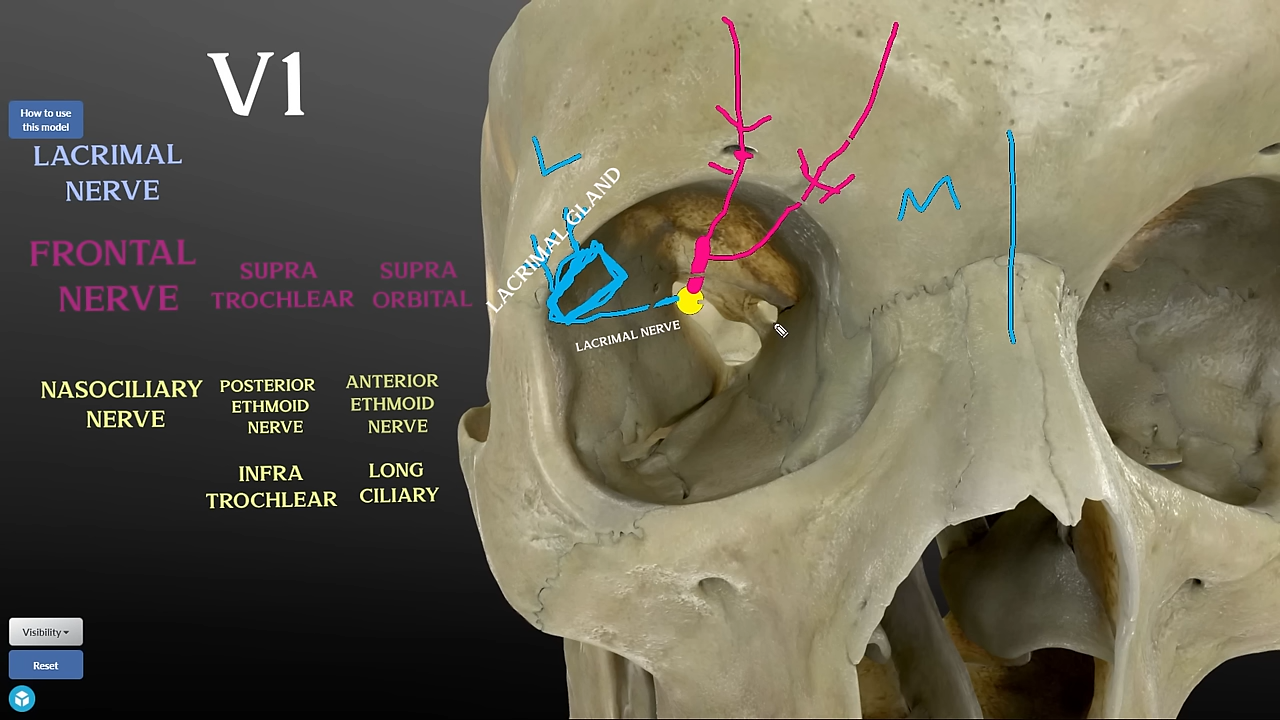 V1
How to use
this model
LACRIMAL
NERVE
FRONTAL
NERVE
SUPRA
TROCHLEAR
SUPRA
ORBITAL
NASOCILIARY
NERVE
POSTERIOR
ETHMOID
NERVE
ANTERIOR
ETHMOID
NERVE
INFRA
TROCHLEAR
LONG
CILIARY
L
LACRIMAL GLAND
LACRIMAL NERVE
M
Visibility
Reset